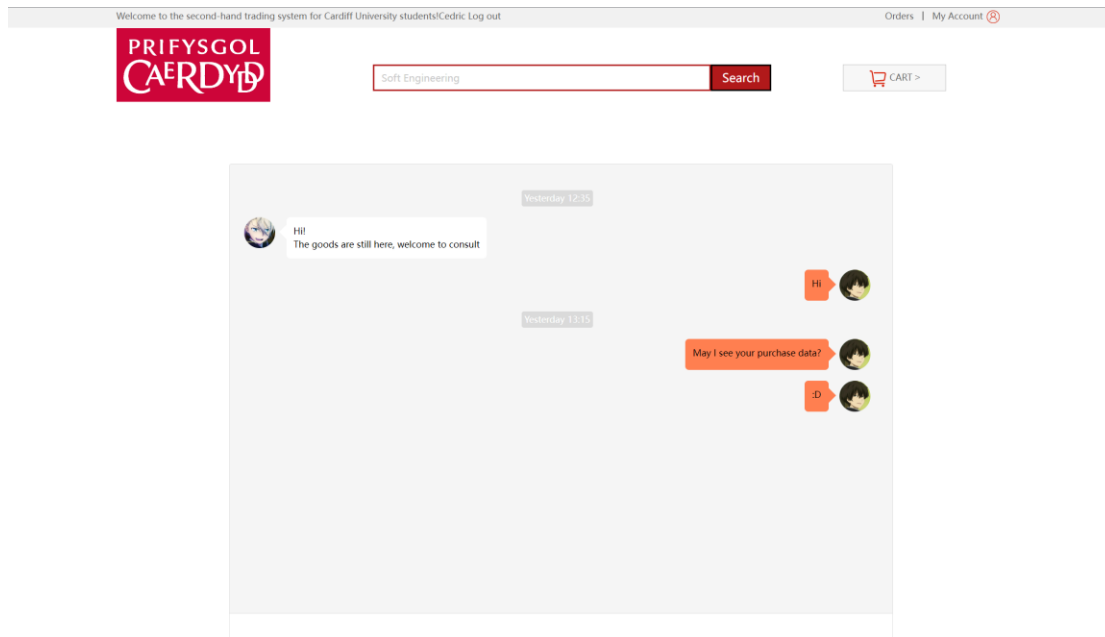 Welcome to the second-hand trading system for Cardiff University students!Cedric Log out
Orders | My Account
PRIFYSGOL
CAERDYDD
Soft Engineering
Search
CART >
Yesterday 12:35
Hi!
The goods are still here, welcome to consult
Hi
Yesterday 13:15
May I see your purchase data?
:D